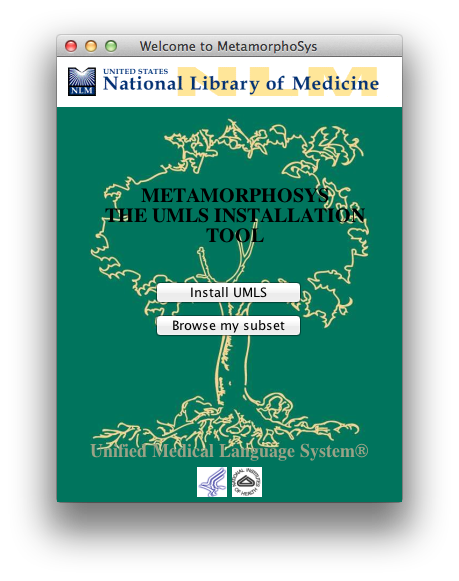 Welcome to MetamorphoSys
UNITED STATES
National Library of Medicine
NLM
NLM
METAMORPHOSYS
THE UMLS INSTALLATION
TOOL
Install UMLS
Browse my subset
Unified Medical Language System®